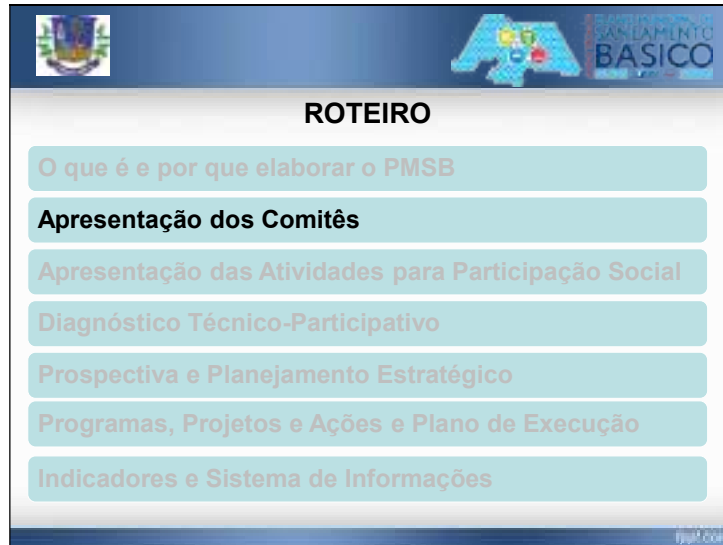 SANEAMENTO
BASICO
ROTEIRO
O que é e por que elaborar o PMSB
Apresentação dos Comitês
Apresentação das Atividades para Participação Social
Diagnóstico Técnico-Participativo
Prospectiva e Planejamento Estratégico
Programas, Projetos e Ações e Plano de Execução
Indicadores e Sistema de Informações